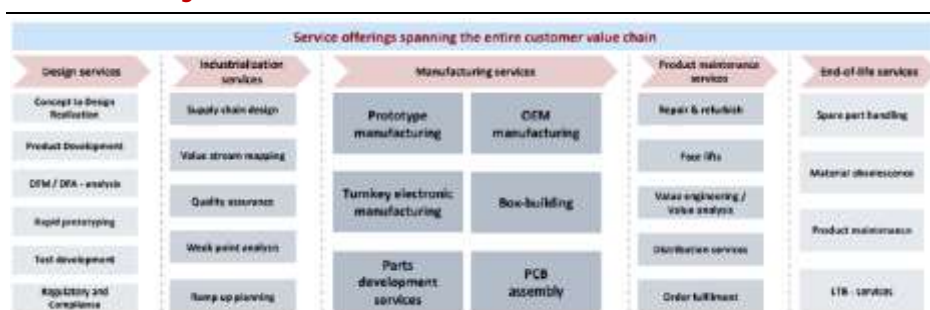 Service offerings spanning the entire customer value chain
Design services
Concept to Design
Realisation
Product Development
DFM / DFA - analysis
Rapid prototyping
Test development
Regulatory and
Compliance
Industrialization
services
Supply chain design
Value stream mapping
Quality assurance
Weak point analysis
Ramp up planning
Manufacturing services
Prototype
manufacturing
OEM
manufacturing
Turnkey electronic
manufacturing
Box-building
Parts
development
services
PCB
assembly
Product maintenance
services
Repair & refurbish
Face lifts
Value engineering /
Value analysis
Distribution services
Order fulfilment
End-of-life services
Spare part handling
Material obsolescence
Product maintenance
LTB - services